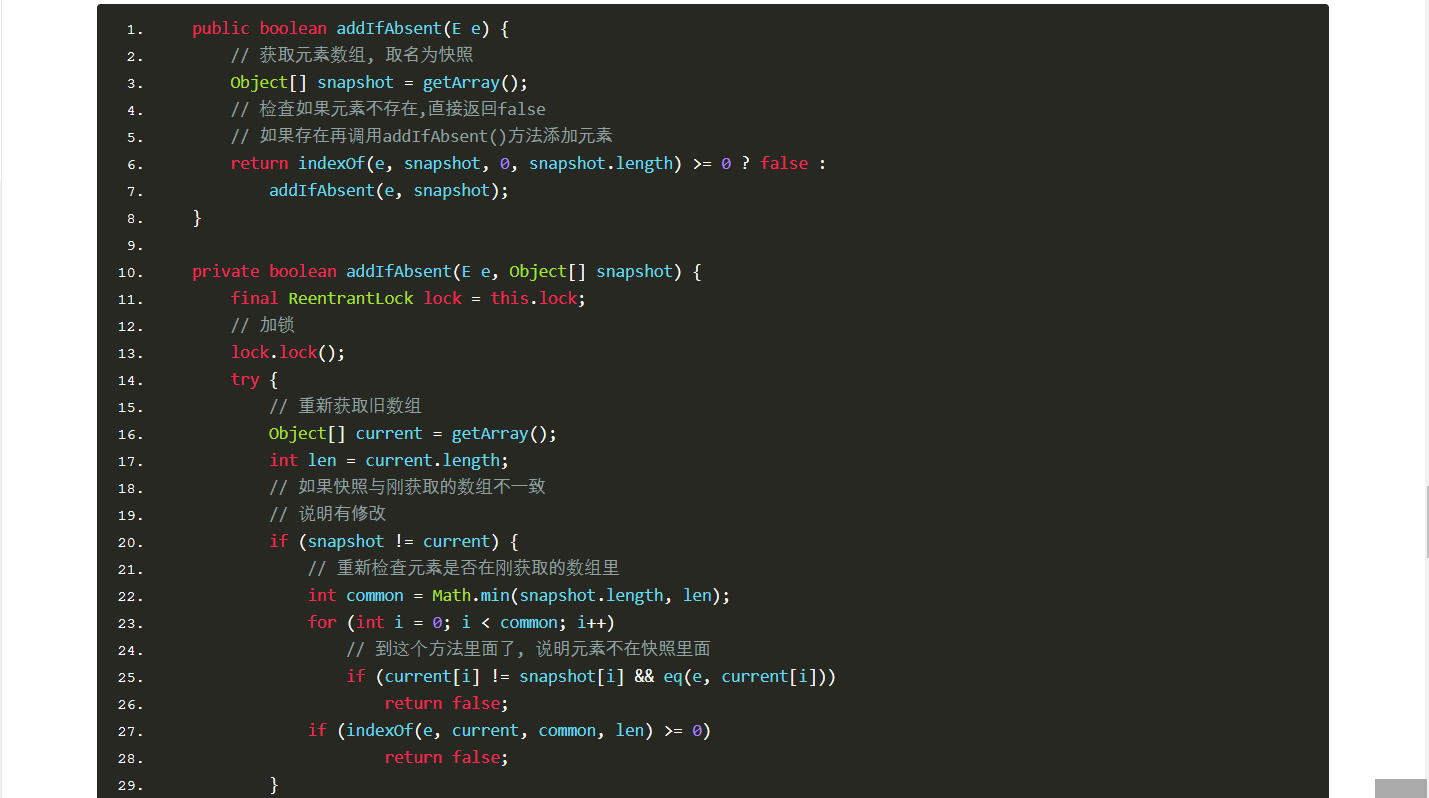 1. public boolean addIfAbsent(E e) {
2. // 获取元素数组, 取名为快照
3. Object[] snapshot = getArray();
4. // 检查如果元素不存在,直接返回false
5. // 如果存在再调用addIfAbsent()方法添加元素
6. return indexOf(e, snapshot, 0, snapshot.length) >= 0 ? false :
7. addIfAbsent(e, snapshot);
8. }
9.
10. private boolean addIfAbsent(E e, Object[] snapshot) {
11. final ReentrantLock lock = this.lock;
12. // 加锁
13. lock.lock();
14. try {
15. // 重新获取旧数组
16. Object[] current = getArray();
17. int len = current.length;
18. // 如果快照与刚获取的数组不一致
19. // 说明有修改
20. if (snapshot != current) {
21. // 重新检查元素是否在刚获取的数组里
22. int common = Math.min(snapshot.length, len);
23. for (int i = 0; i < common; i++)
24. // 到这个方法里面了, 说明元素不在快照里面
25. if (current[i] != snapshot[i] && eq(e, current[i]))
26. return false;
27. if (indexOf(e, current, common, len) >= 0)
28. return false;
29. }